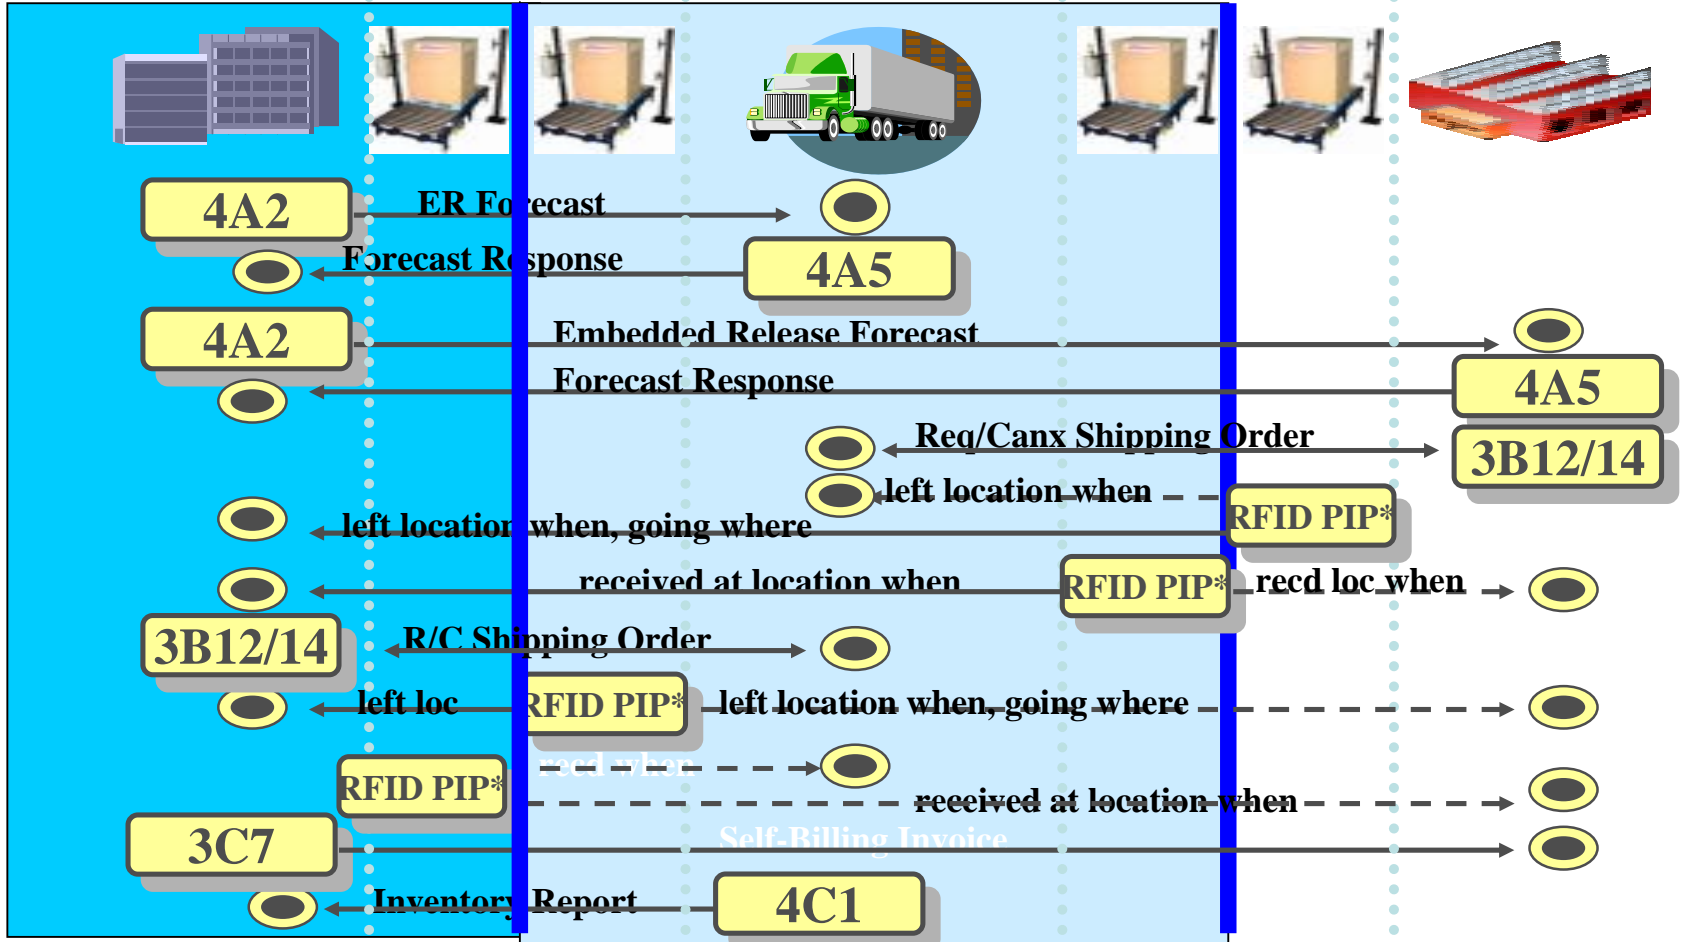 4A2
ER Forecast
Forecast Response
4A5
4A2
Embedded Release Forecast
Forecast Response
4A5
Req/Canx Shipping Order
3B12/14
left location when
RFID PIP*
left location when, going where
received at location when
RFID PIP*
recd loc when
3B12/14
R/C Shipping Order
left loc
RFID PIP*
left location when, going where
recd when
RFID PIP*
received at location when
3C7
Self-Billing Invoice
Inventory Report
4C1